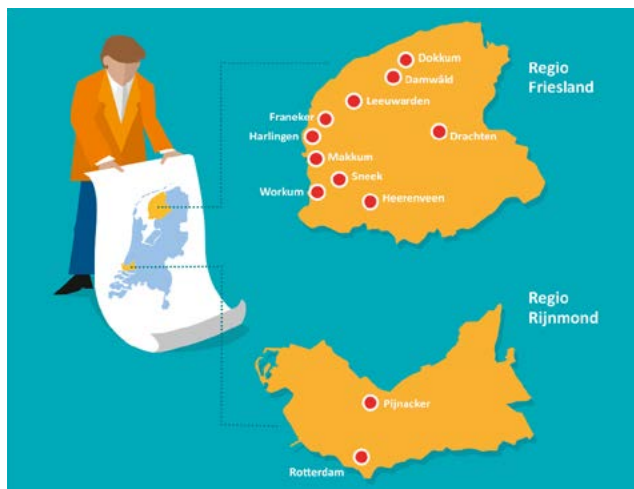 Dokkum
Regio
Friesland
Damwâld
Leeuwarden
Franeker
Harlingen
Drachten
Makkum
Sneek
Workum
Heerenveen
Regio
Rijnmond
Pijnacker
Rotterdam